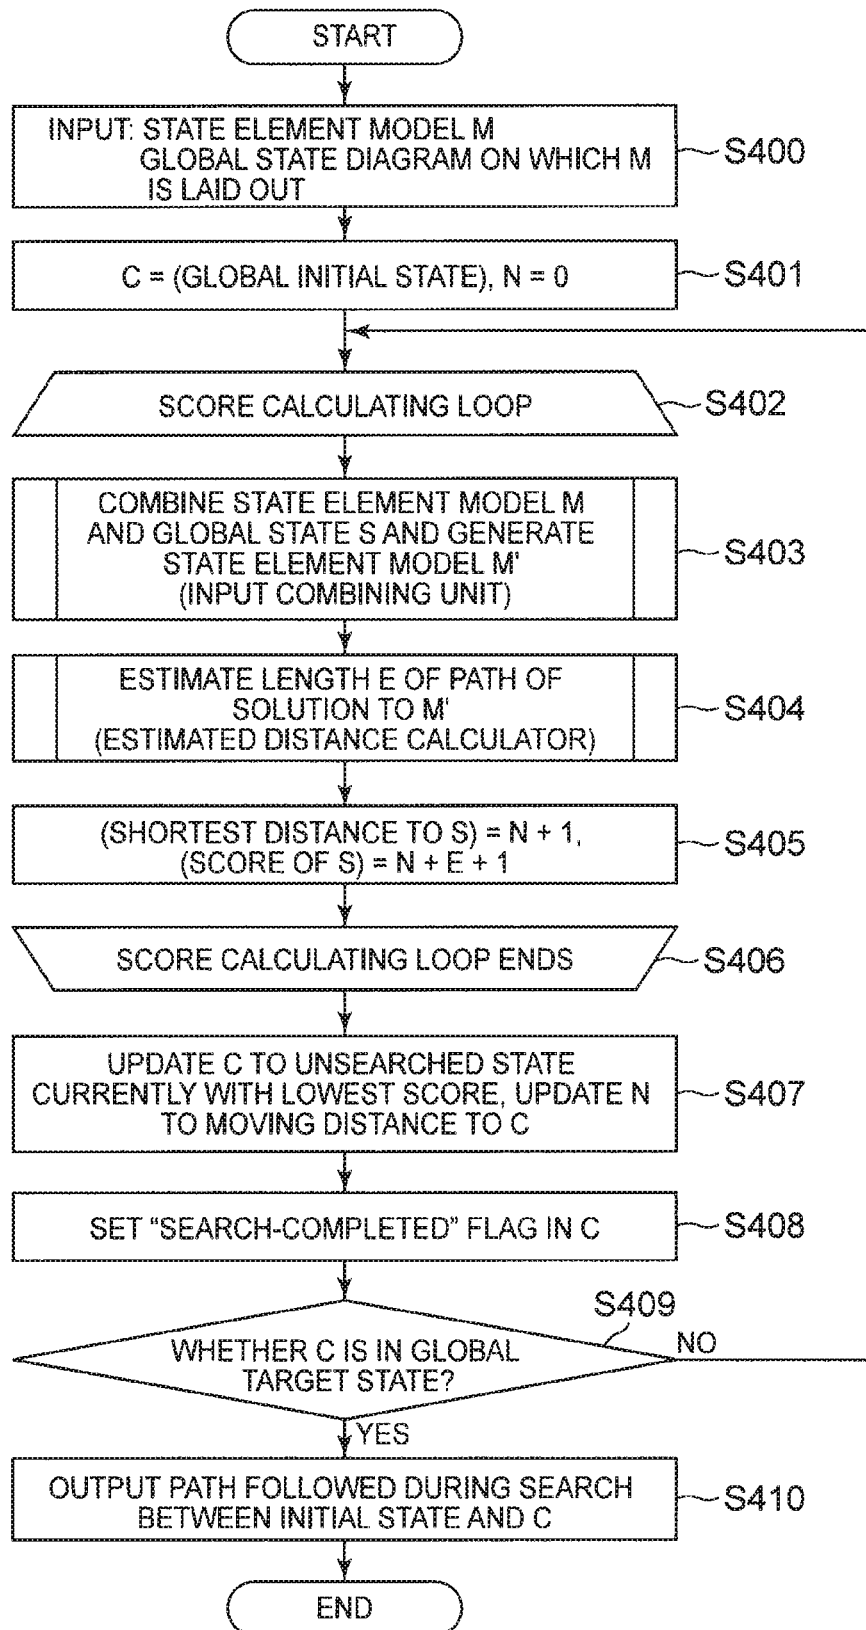 START
INPUT: STATE ELEMENT MODEL M
GLOBAL STATE DIAGRAM ON WHICH M
IS LAID OUT
S400
C = (GLOBAL INITIAL STATE), N = 0
S401
SCORE CALCULATING LOOP
S402
COMBINE STATE ELEMENT MODEL M
AND GLOBAL STATE S AND GENERATE
STATE ELEMENT MODEL M'
(INPUT COMBINING UNIT)
S403
ESTIMATE LENGTH E OF PATH OF
SOLUTION TO M'
(ESTIMATED DISTANCE CALCULATOR)
S404
(SHORTEST DISTANCE TO S) = N + 1,
(SCORE OF S) = N + E + 1
S405
SCORE CALCULATING LOOP ENDS
S406
UPDATE C TO UNSEARCHED STATE
CURRENTLY WITH LOWEST SCORE, UPDATE N
TO MOVING DISTANCE TO C
S407
SET "SEARCH-COMPLETED" FLAG IN C
S408
S409
WHETHER C IS IN GLOBAL
TARGET STATE?
NO
YES
OUTPUT PATH FOLLOWED DURING SEARCH
BETWEEN INITIAL STATE AND C
S410
END